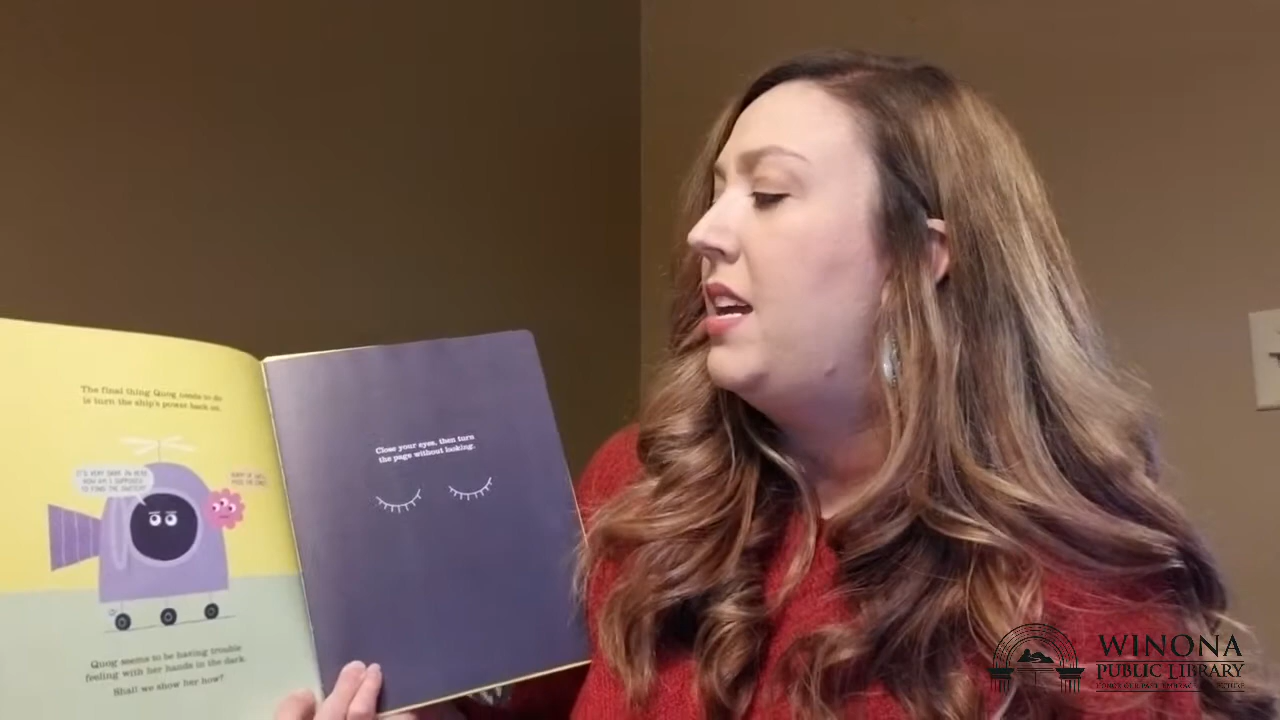 The final thing Quog needs to do
is turn the ship's power back on.
IT'S VERY DARK IN HERE.
HOW AM I SUPPOSED
TO FIND THE SWITCH?
Quog seems to be having trouble
feeling with her hands in the dark.
Shall we show her how?
Close your eyes, then turn
the page without looking.
WINONA
PUBLIC LIBRARY